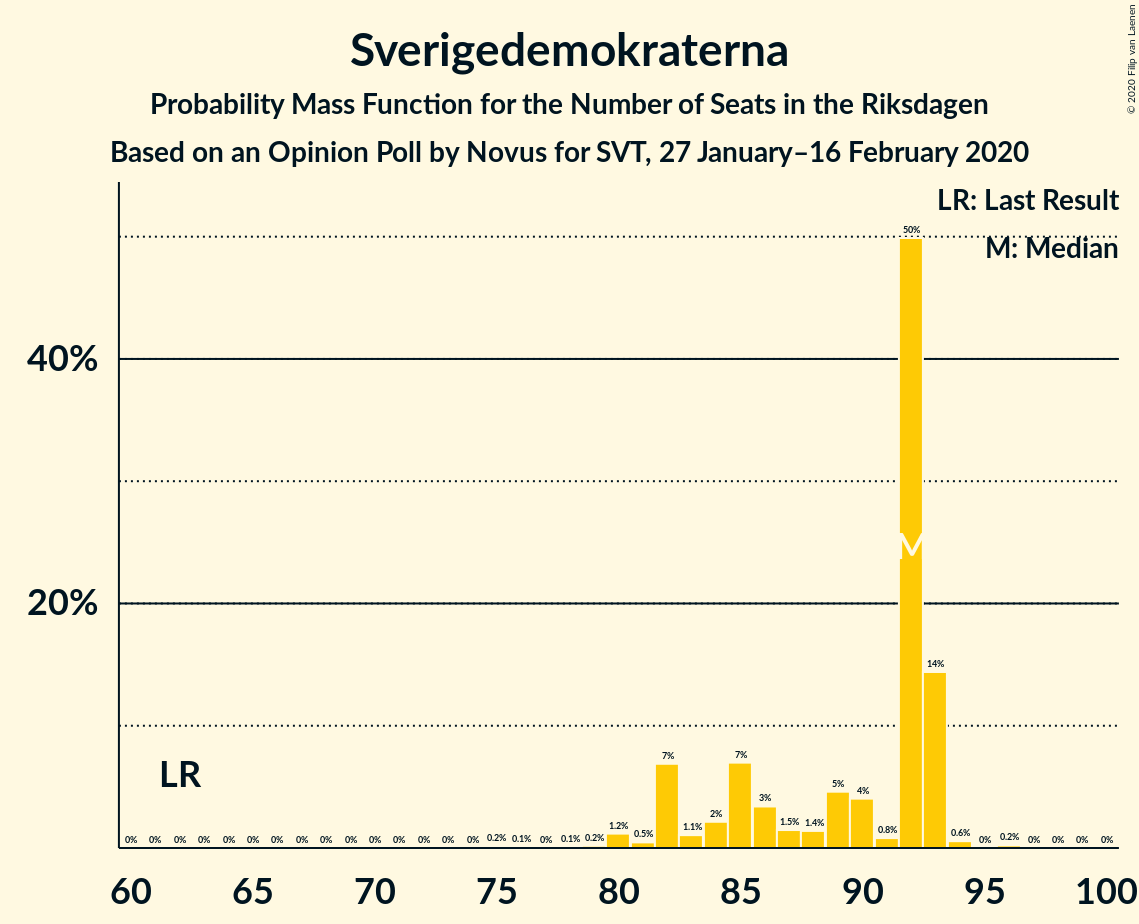 © 2020 Filip van Laenen
Sverigedemokraterna
Probability Mass Function for the Number of Seats in the Riksdagen
Based on an Opinion Poll by Novus for SVT, 27 January–16 February 2020
LR: Last Result
M: Median
50%
40%
M
20%
14%
LR
7% 7% 3% 5% 4%
0% 0% 0% 0% 0% 0% 0% 0% 0% 0% 0% 0% 0% 0% 0% 0.2% 0.1% 0% 0.1% 0.2% 1.2% 0.5% 1.1% 2% 1.5% 1.4% 0.8% 0.6% 0% 0.2% 0% 0% 0% 0%
60 65 70 75 80 85 90 95 100